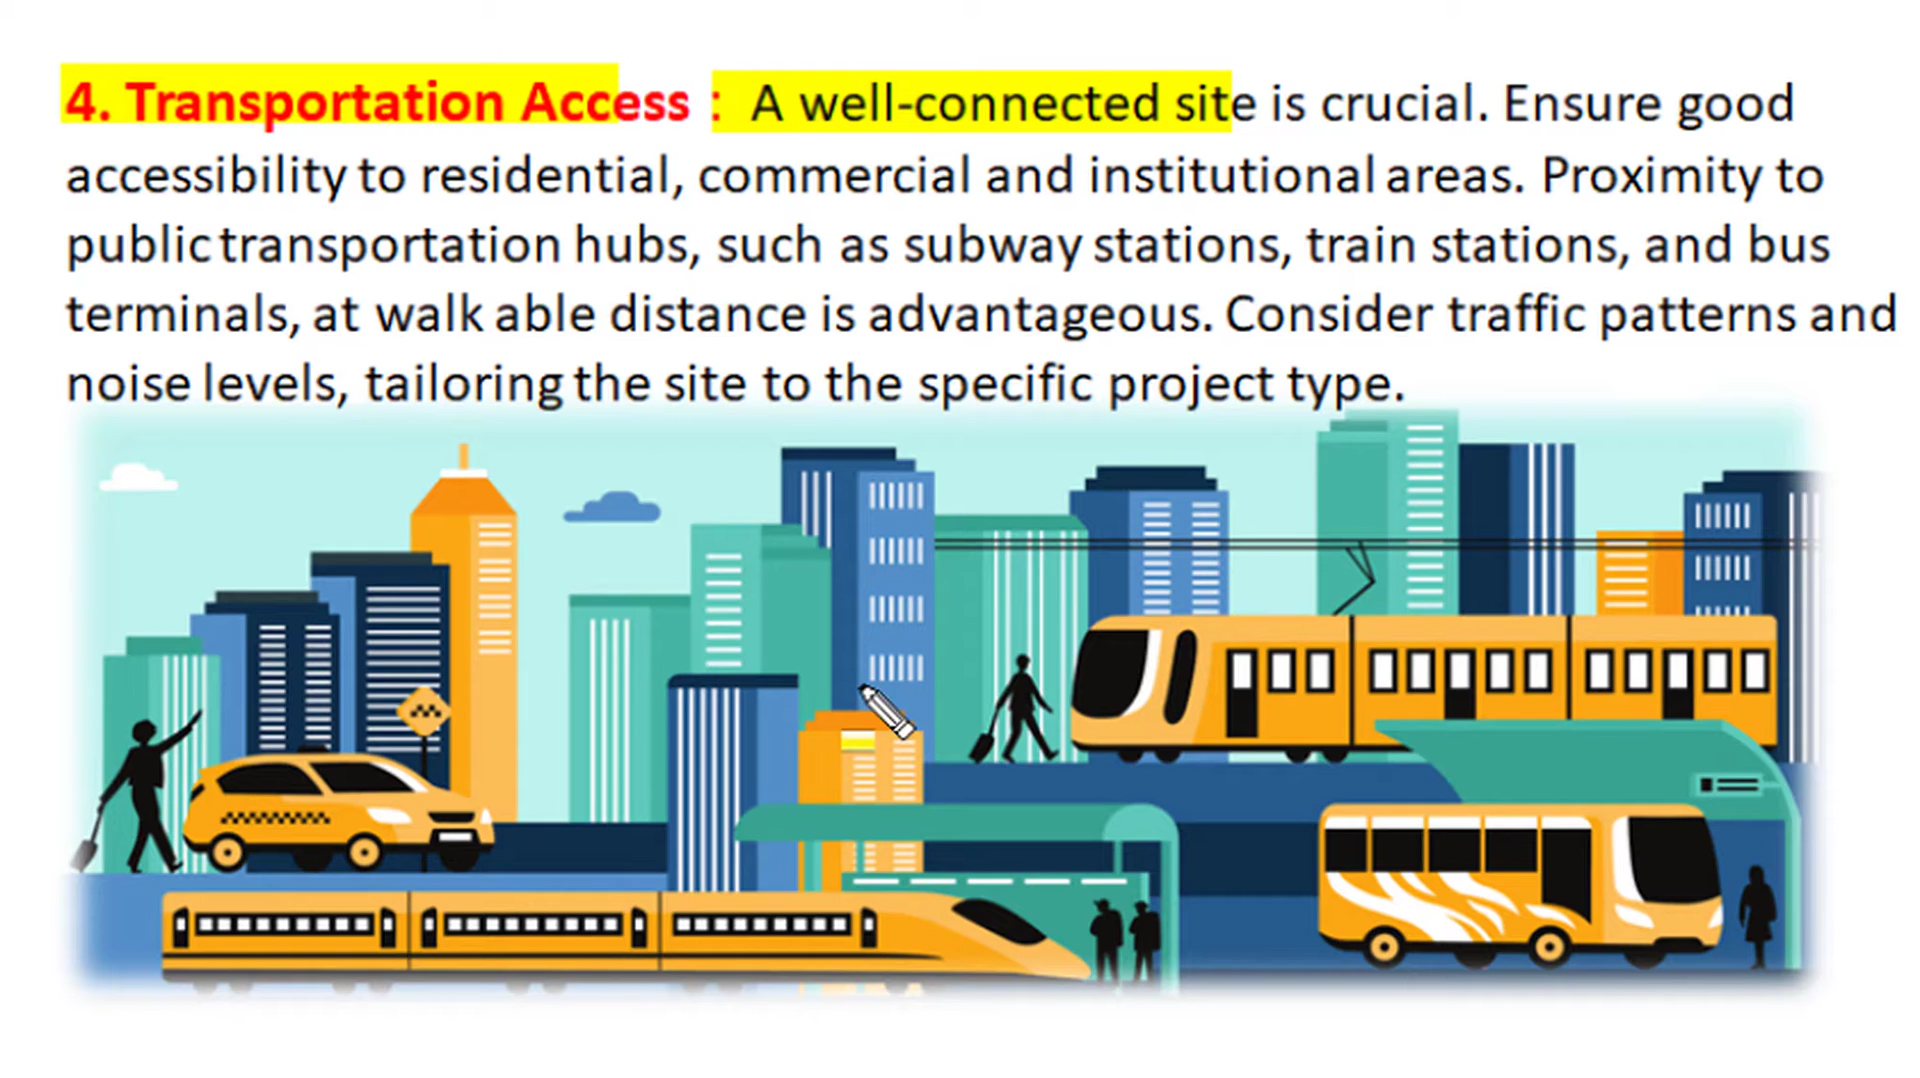 4. Transportation Access : A well-connected site is crucial. Ensure good
accessibility to residential, commercial and institutional areas. Proximity to
public transportation hubs, such as subway stations, train stations, and bus
terminals, at walk able distance is advantageous. Consider traffic patterns and
noise levels, tailoring the site to the specific project type.